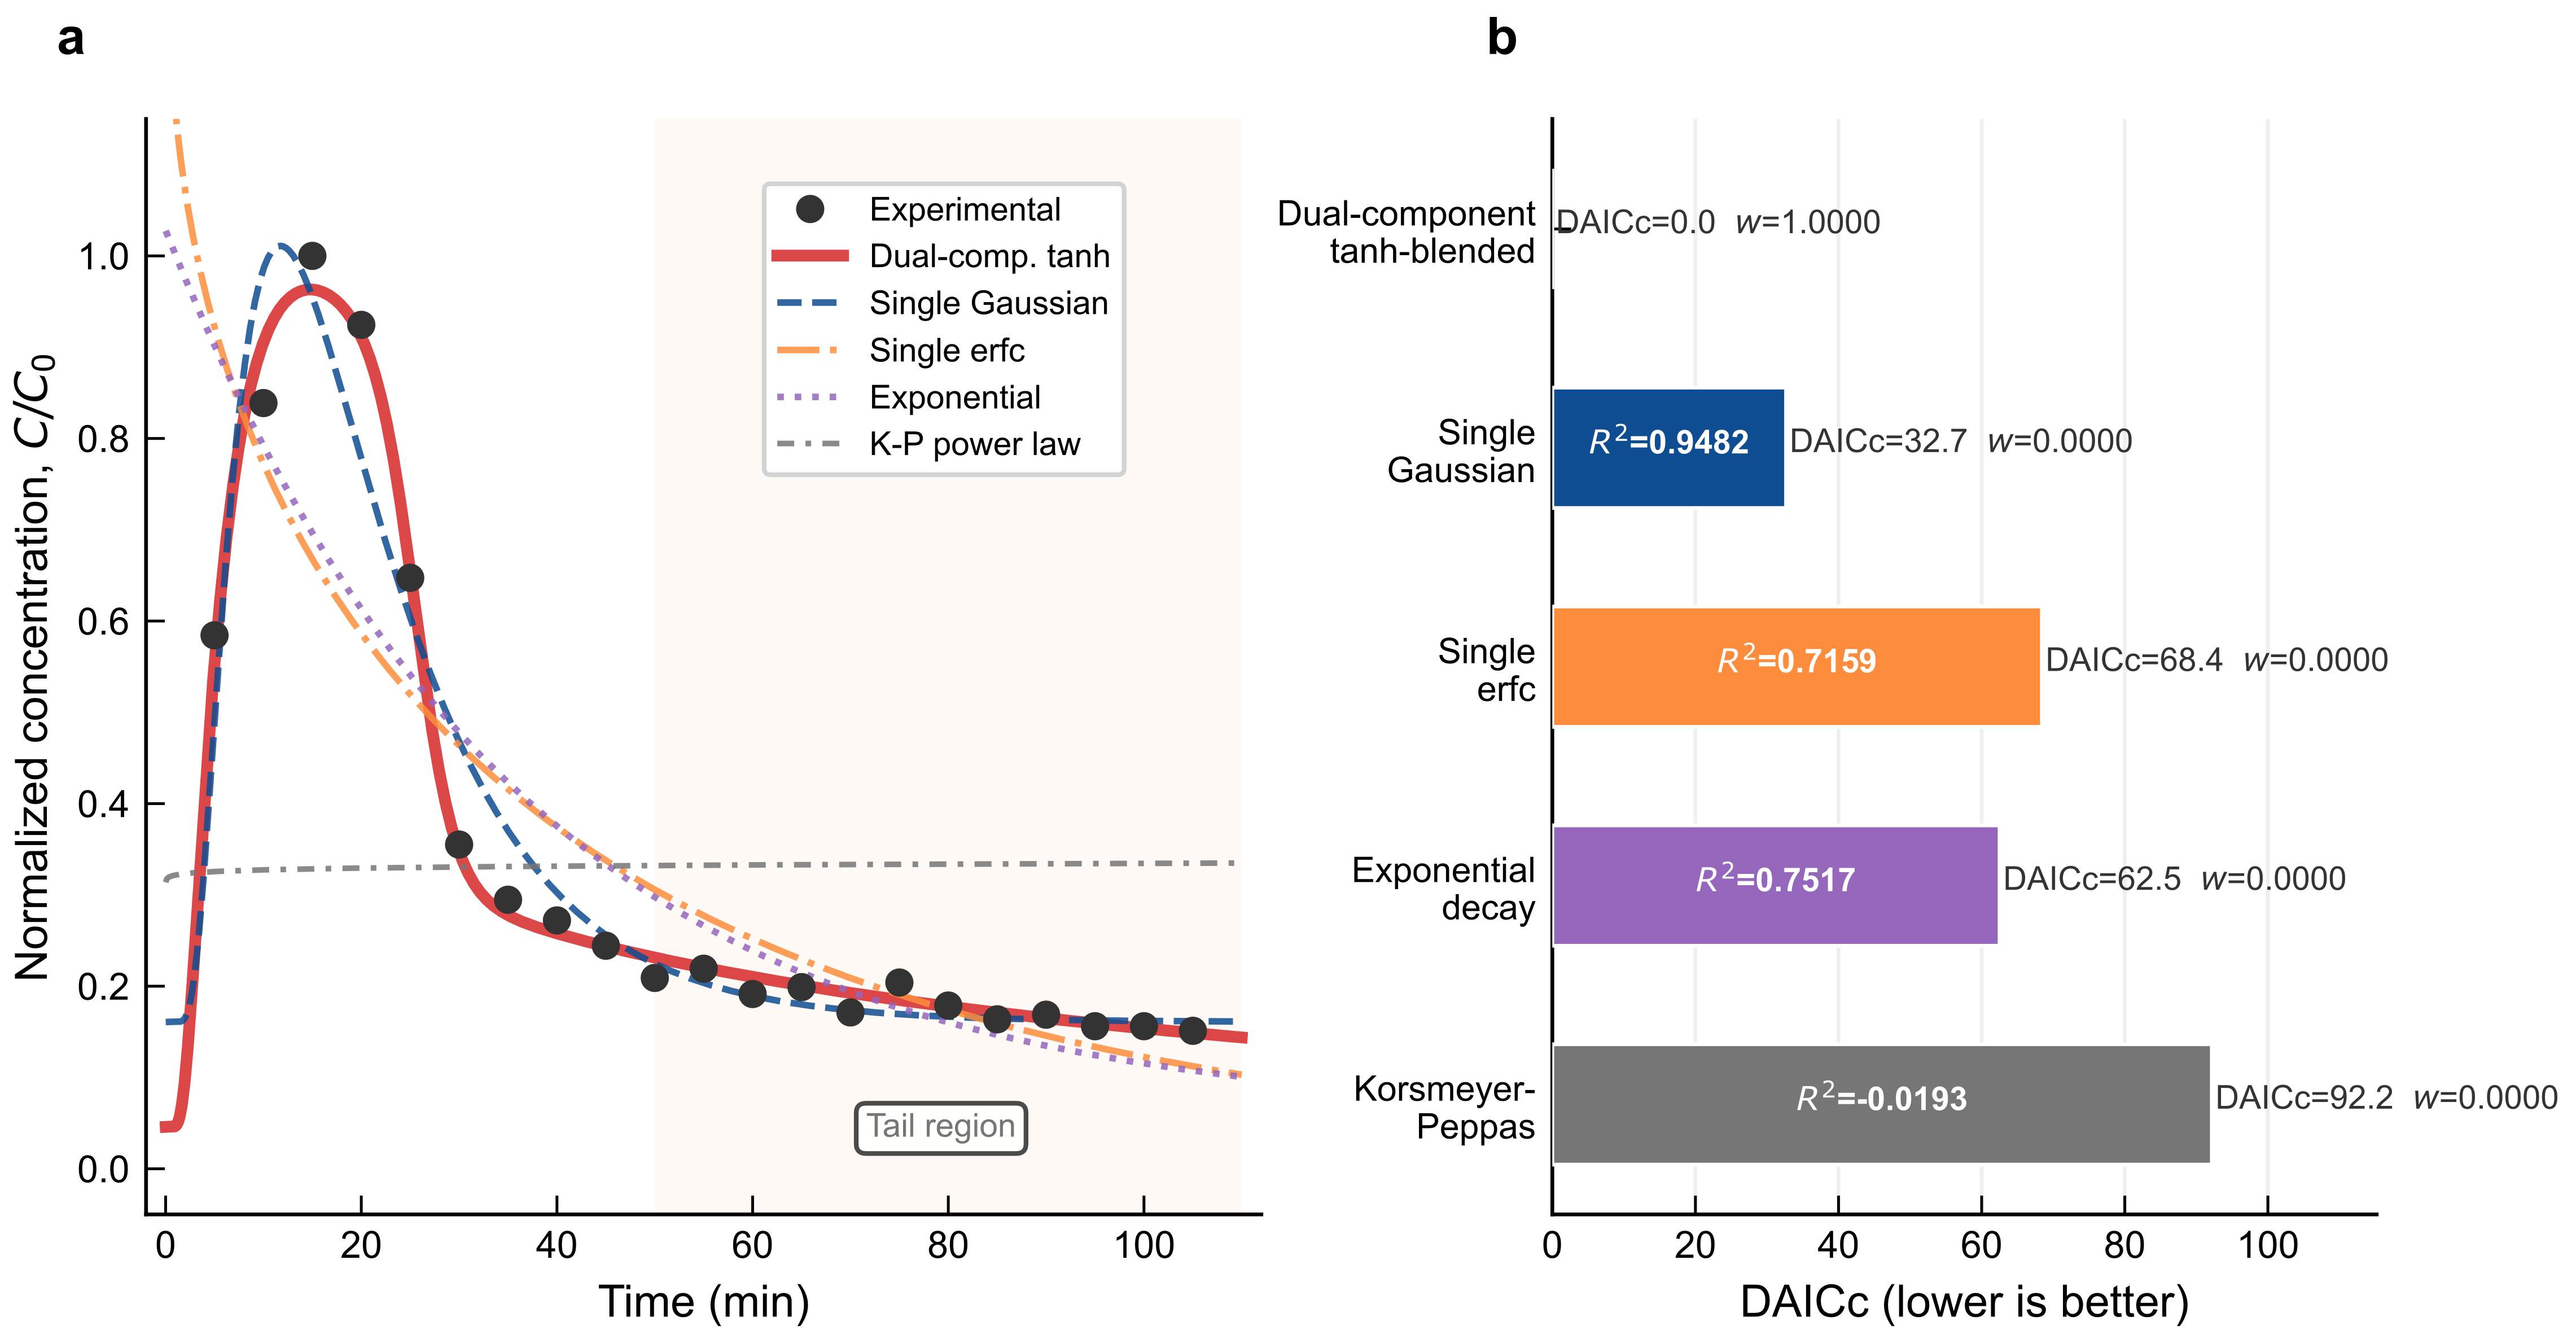 a
Normalized concentration, C/C₀
1.0
0.8
0.6
0.4
0.2
0.0
0 20 40 60 80 100
Time (min)
Experimental
Dual-comp. tanh
Single Gaussian
Single erfc
Exponential
K-P power law
Tail region
b
Dual-component
tanh-blended
DAICc=0.0 w=1.0000
Single
Gaussian
R²=0.9482 DAICc=32.7 w=0.0000
Single
erfc
R²=0.7159 DAICc=68.4 w=0.0000
Exponential
decay
R²=0.7517 DAICc=62.5 w=0.0000
Korsmeyer-
Peppas
R²=-0.0193 DAICc=92.2 w=0.0000
0 20 40 60 80 100
DAICc (lower is better)